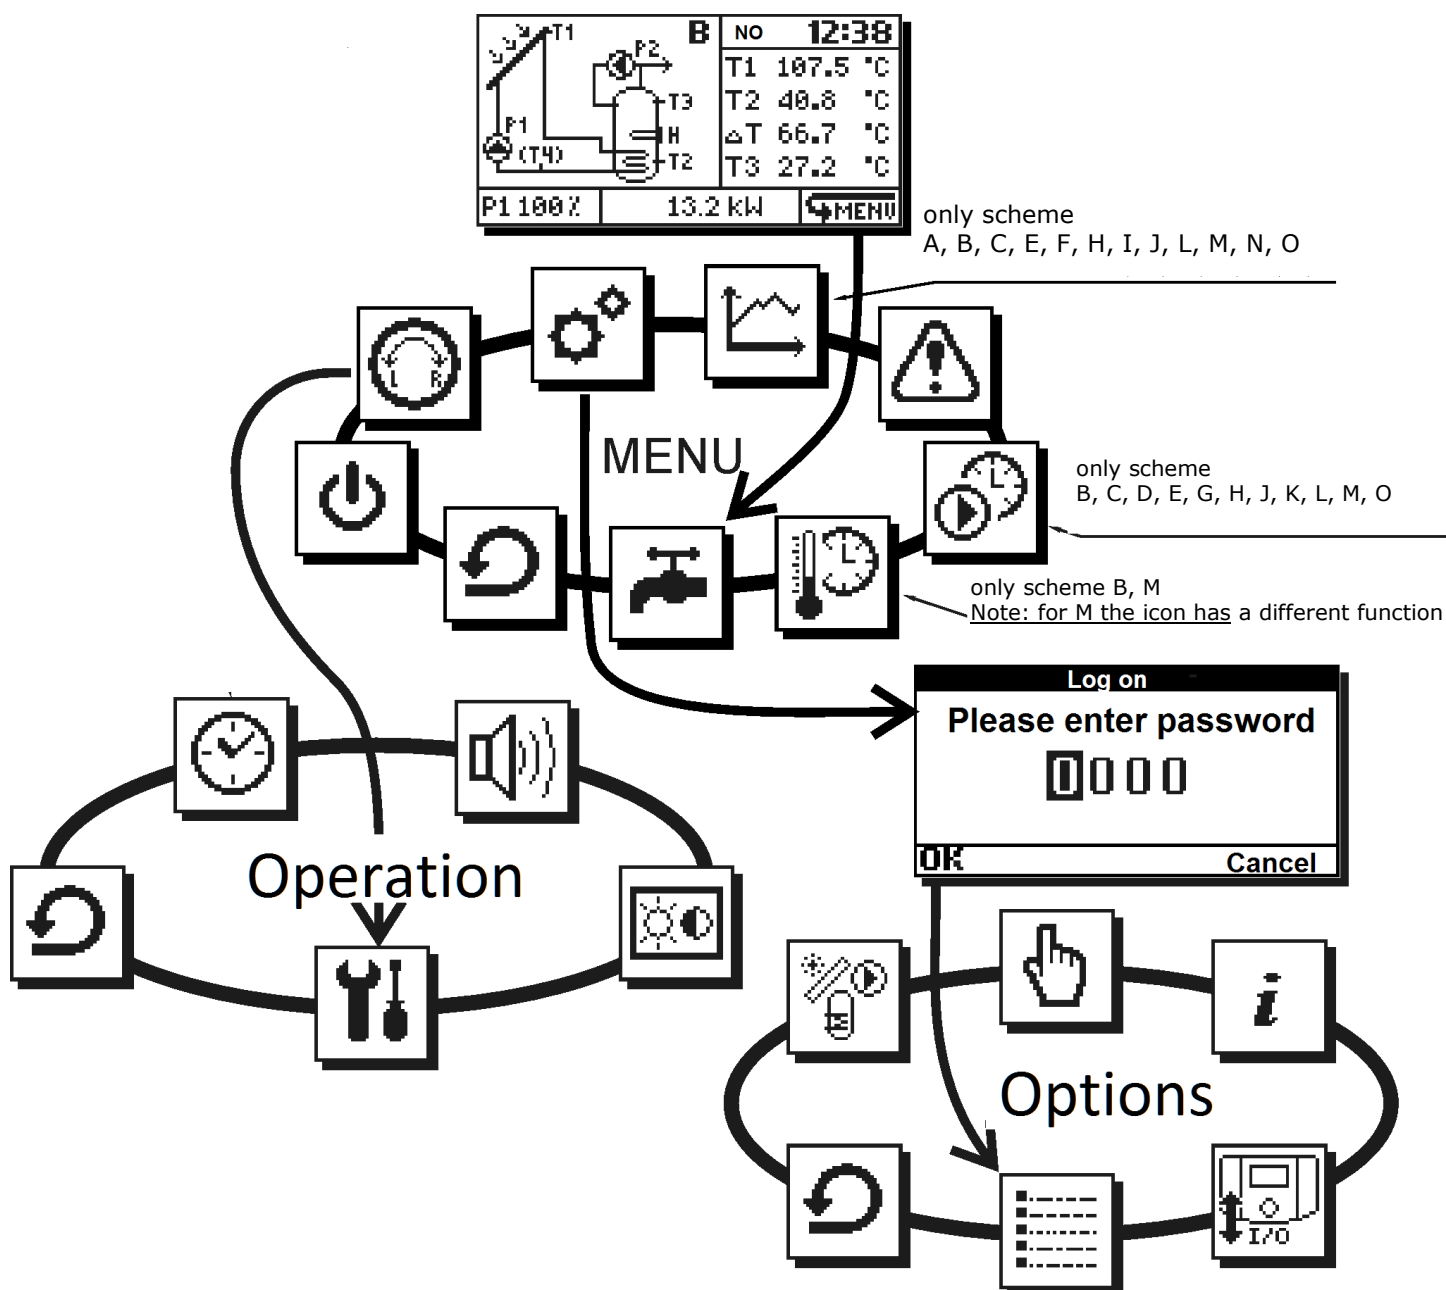 T1
B
P2
T3
P1
H
(T4)
T2
NO 12:38
T1 107.5 °C
T2 40.8 °C
△T 66.7 °C
T3 27.2 °C
P1 100% 13.2 kW MENU
only scheme
A, B, C, E, F, H, I, J, L, M, N, O
L R
MENU
L
only scheme
B, C, D, E, G, H, J, K, L, M, O
L
only scheme B, M
Note: for M the icon has a different function
Log on
Please enter password
0000
OK Cancel
Operation
i
Options
I/O